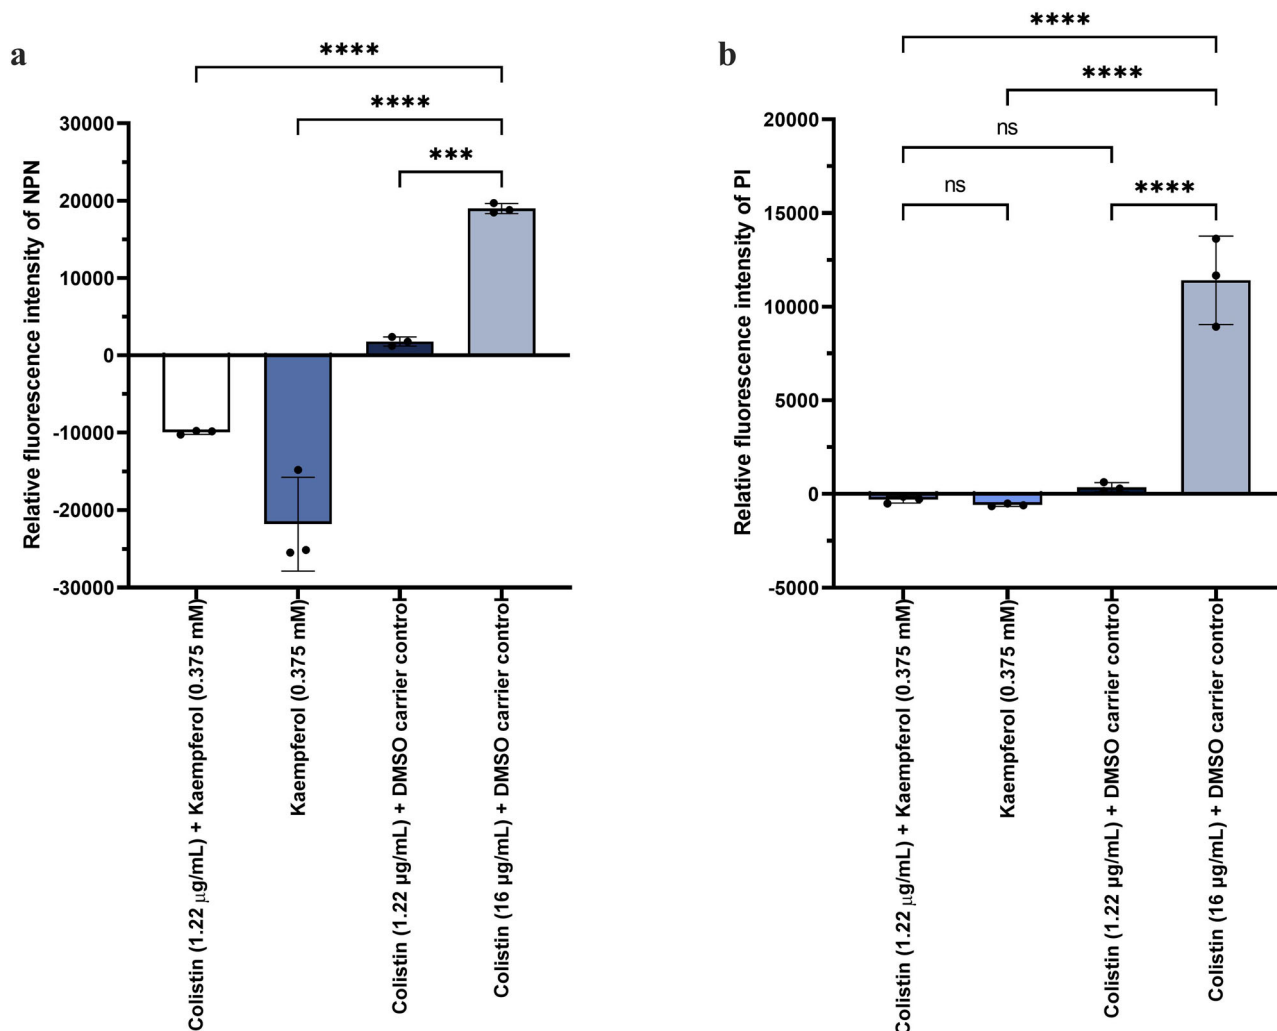 a
****
****
***
Relative fluorescence intensity of NPN
30000
20000
10000
0
-10000
-20000
-30000
Colistin (1.22 μg/mL) + Kaempferol (0.375 mM)
Kaempferol (0.375 mM)
Colistin (1.22 µg/mL) + DMSO carrier control
Colistin (16 µg/mL) + DMSO carrier control
b
****
****
ns
ns
****
Relative fluorescence intensity of PI
20000
15000
10000
5000
0
-5000
Colistin (1.22 μg/mL) + Kaempferol (0.375 mM)
Kaempferol (0.375 mM)
Colistin (1.22 µg/mL) + DMSO carrier control
Colistin (16 µg/mL) + DMSO carrier control